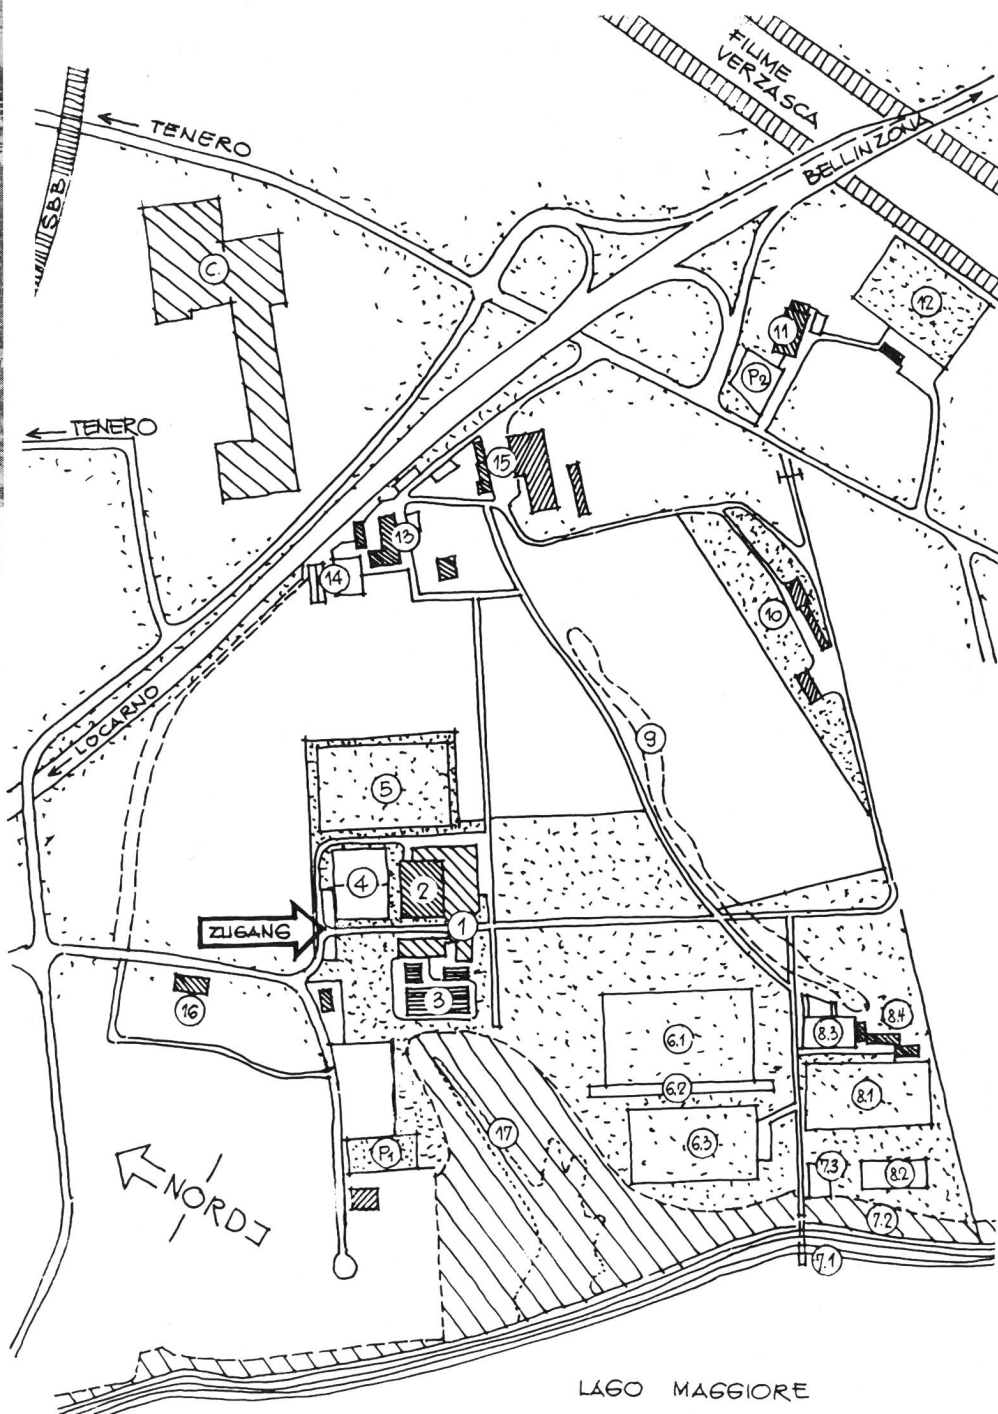 FIUME
VERZASCA
TENERO
BELLINZONA
SBB
C.
12
11
P2
TENERO
15
13
14
10
LOCARNO
9
5
4
2
ZUGANG
1
3
16
8.4
8.3
6.1
6.2
8.1
17
6.3
P1
7.3
8.2
NORD
7.2
7.1
LAGO MAGGIORE